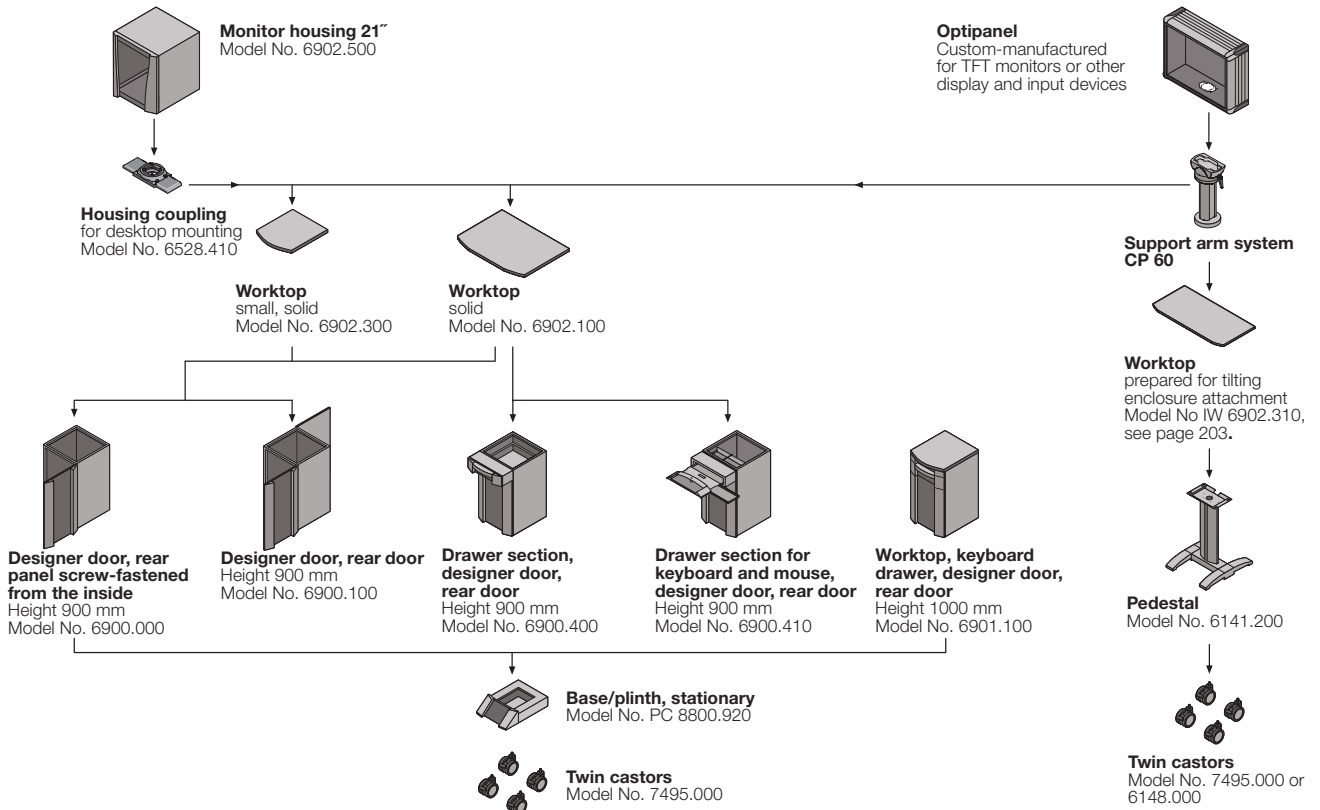 Monitor housing 21˝
Model No. 6902.500
Optipanel
Custom-manufactured
for TFT monitors or other
display and input devices
Housing coupling
for desktop mounting
Model No. 6528.410
Worktop
small, solid
Model No. 6902.300
Worktop
solid
Model No. 6902.100
Support arm system
CP 60
Worktop
prepared for tilting
enclosure attachment
Model No IW 6902.310,
see page 203.
Designer door, rear
panel screw-fastened
from the inside
Height 900 mm
Model No. 6900.000
Designer door, rear door
Height 900 mm
Model No. 6900.100
Drawer section,
designer door,
rear door
Height 900 mm
Model No. 6900.400
Drawer section for
keyboard and mouse,
designer door, rear door
Height 900 mm
Model No. 6900.410
Worktop, keyboard
drawer, designer door,
rear door
Height 1000 mm
Model No. 6901.100
Pedestal
Model No. 6141.200
Base/plinth, stationary
Model No. PC 8800.920
Twin castors
Model No. 7495.000
Twin castors
Model No. 7495.000 or
6148.000